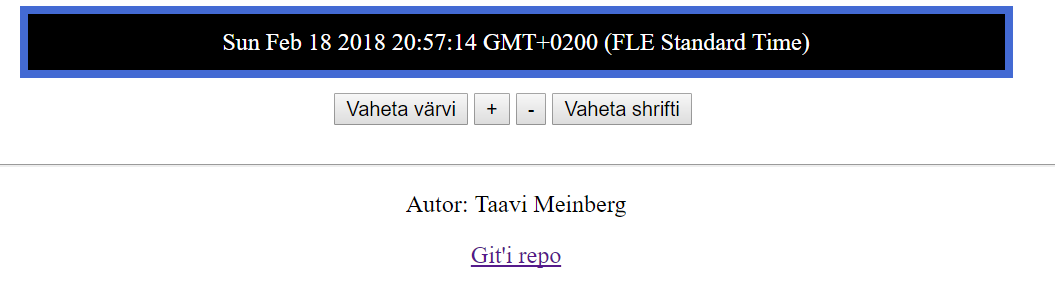 Sun Feb 18 2018 20:57:14 GMT+0200 (FLE Standard Time)
Vaheta värvi + - Vaheta shrifti
Autor: Taavi Meinberg
Git'i repo